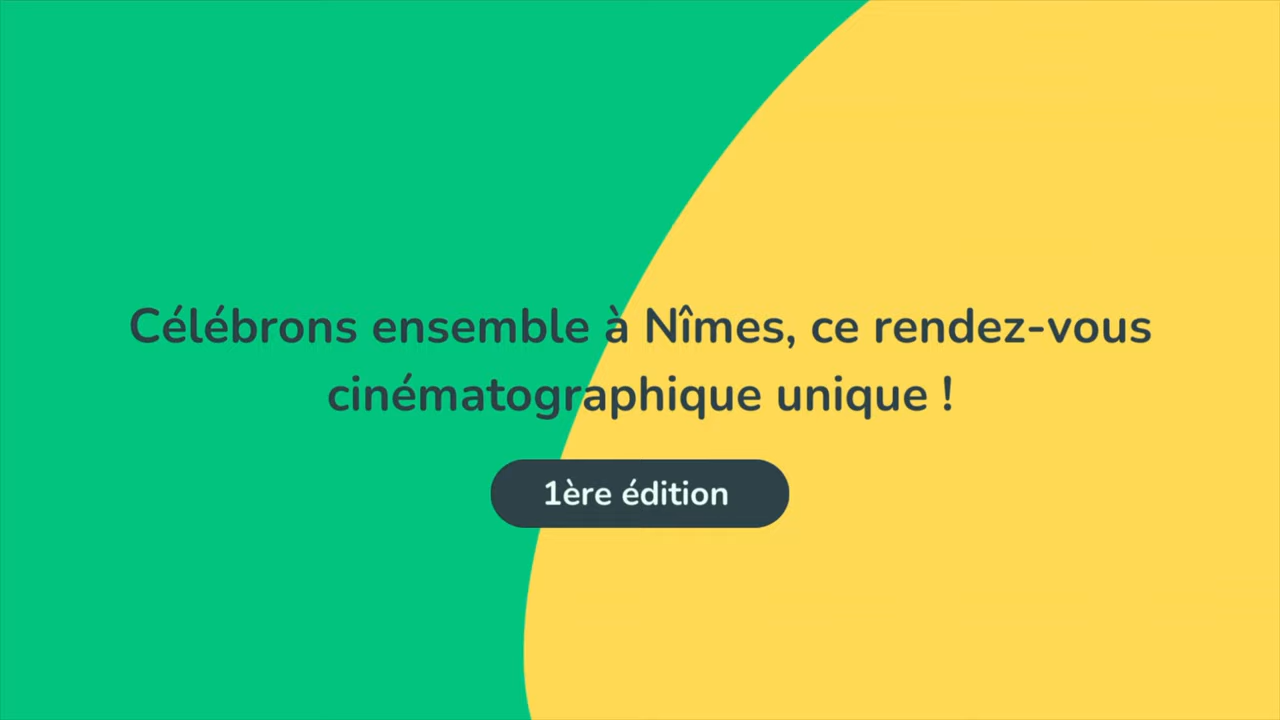 Célébrons ensemble à Nîmes, ce rendez-vous
cinématographique unique !
1ère édition